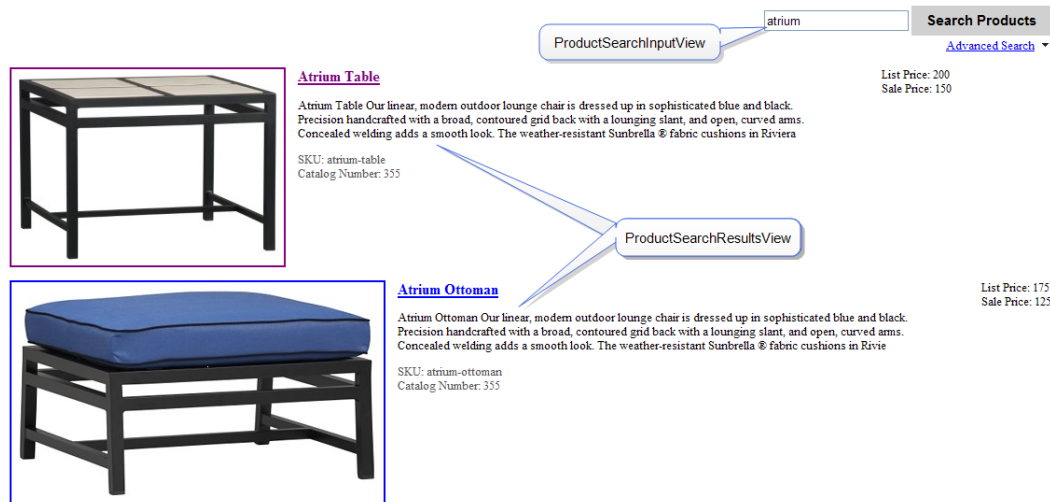 atrium
Search Products
ProductSearchInputView
Advanced Search
Atrium Table
List Price: 200
Sale Price: 150
Atrium Table Our linear, modern outdoor lounge chair is dressed up in sophisticated blue and black.
Precision handcrafted with a broad, contoured grid back with a lounging slant, and open, curved arms.
Concealed welding adds a smooth look. The weather-resistant Sunbrella ® fabric cushions in Riviera
SKU: atrium-table
Catalog Number: 355
ProductSearchResultsView
Atrium Ottoman
List Price: 175
Sale Price: 125
Atrium Ottoman Our linear, modern outdoor lounge chair is dressed up in sophisticated blue and black.
Precision handcrafted with a broad, contoured grid back with a lounging slant, and open, curved arms.
Concealed welding adds a smooth look. The weather-resistant Sunbrella ® fabric cushions in Rivie
SKU: atrium-ottoman
Catalog Number: 355